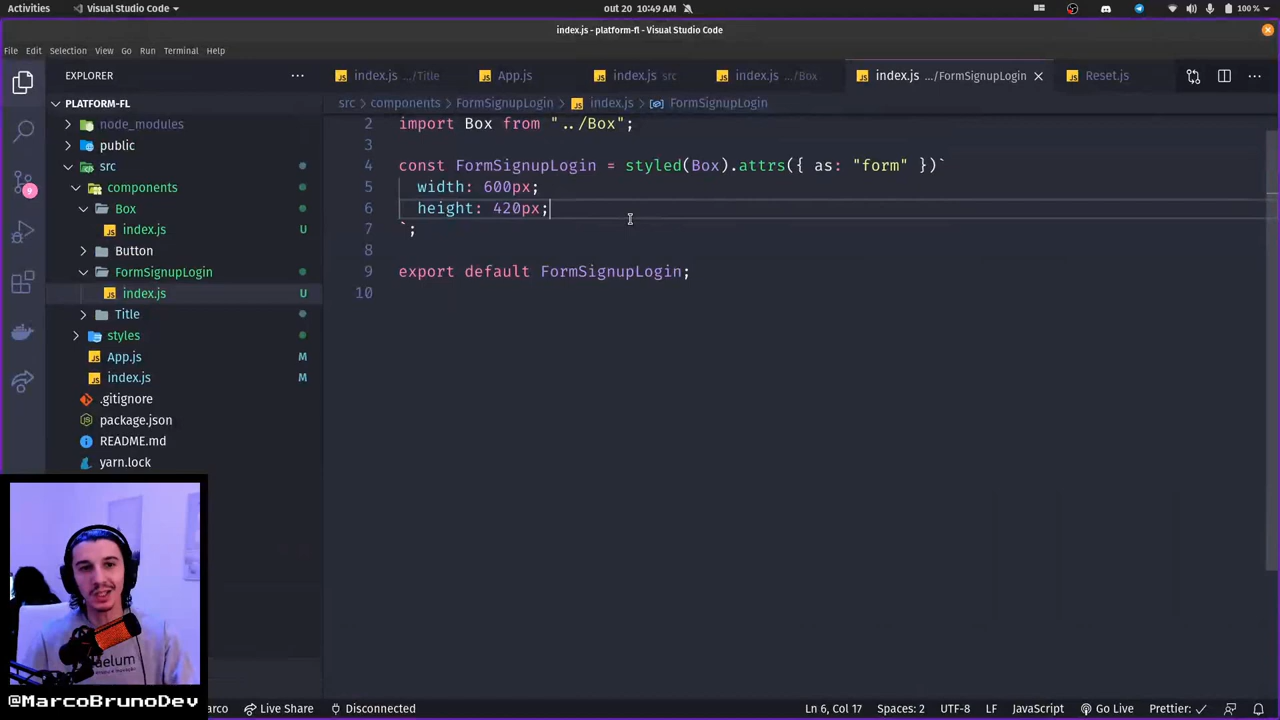 Activities
Visual Studio Code
out 20 10:49 AM
100 %
index.js - platform-fl - Visual Studio Code
File Edit Selection View Go Run Terminal Help
EXPLORER
index.js .../Title
App.js
index.js src
index.js .../Box
index.js .../FormSignupLogin
Reset.js
PLATFORM-FL
src
components
FormSignupLogin
index.js
FormSignupLogin
node_modules
public
src
components
Box
index.js U
Button
FormSignupLogin
index.js U
Title
styles
App.js M
index.js M
.gitignore
package.json
README.md
yarn.lock
9
2 import Box from "../Box";
3
4 const FormSignupLogin = styled(Box).attrs({ as: "form" })`
5 width: 600px;
6 height: 420px;
7 `;
8
9 export default FormSignupLogin;
10
aelum
@MarcoBrunoDev
arco
Live Share
Disconnected
Ln 6, Col 17
Spaces: 2
UTF-8
LF
JavaScript
Go Live
Prettier: ✓